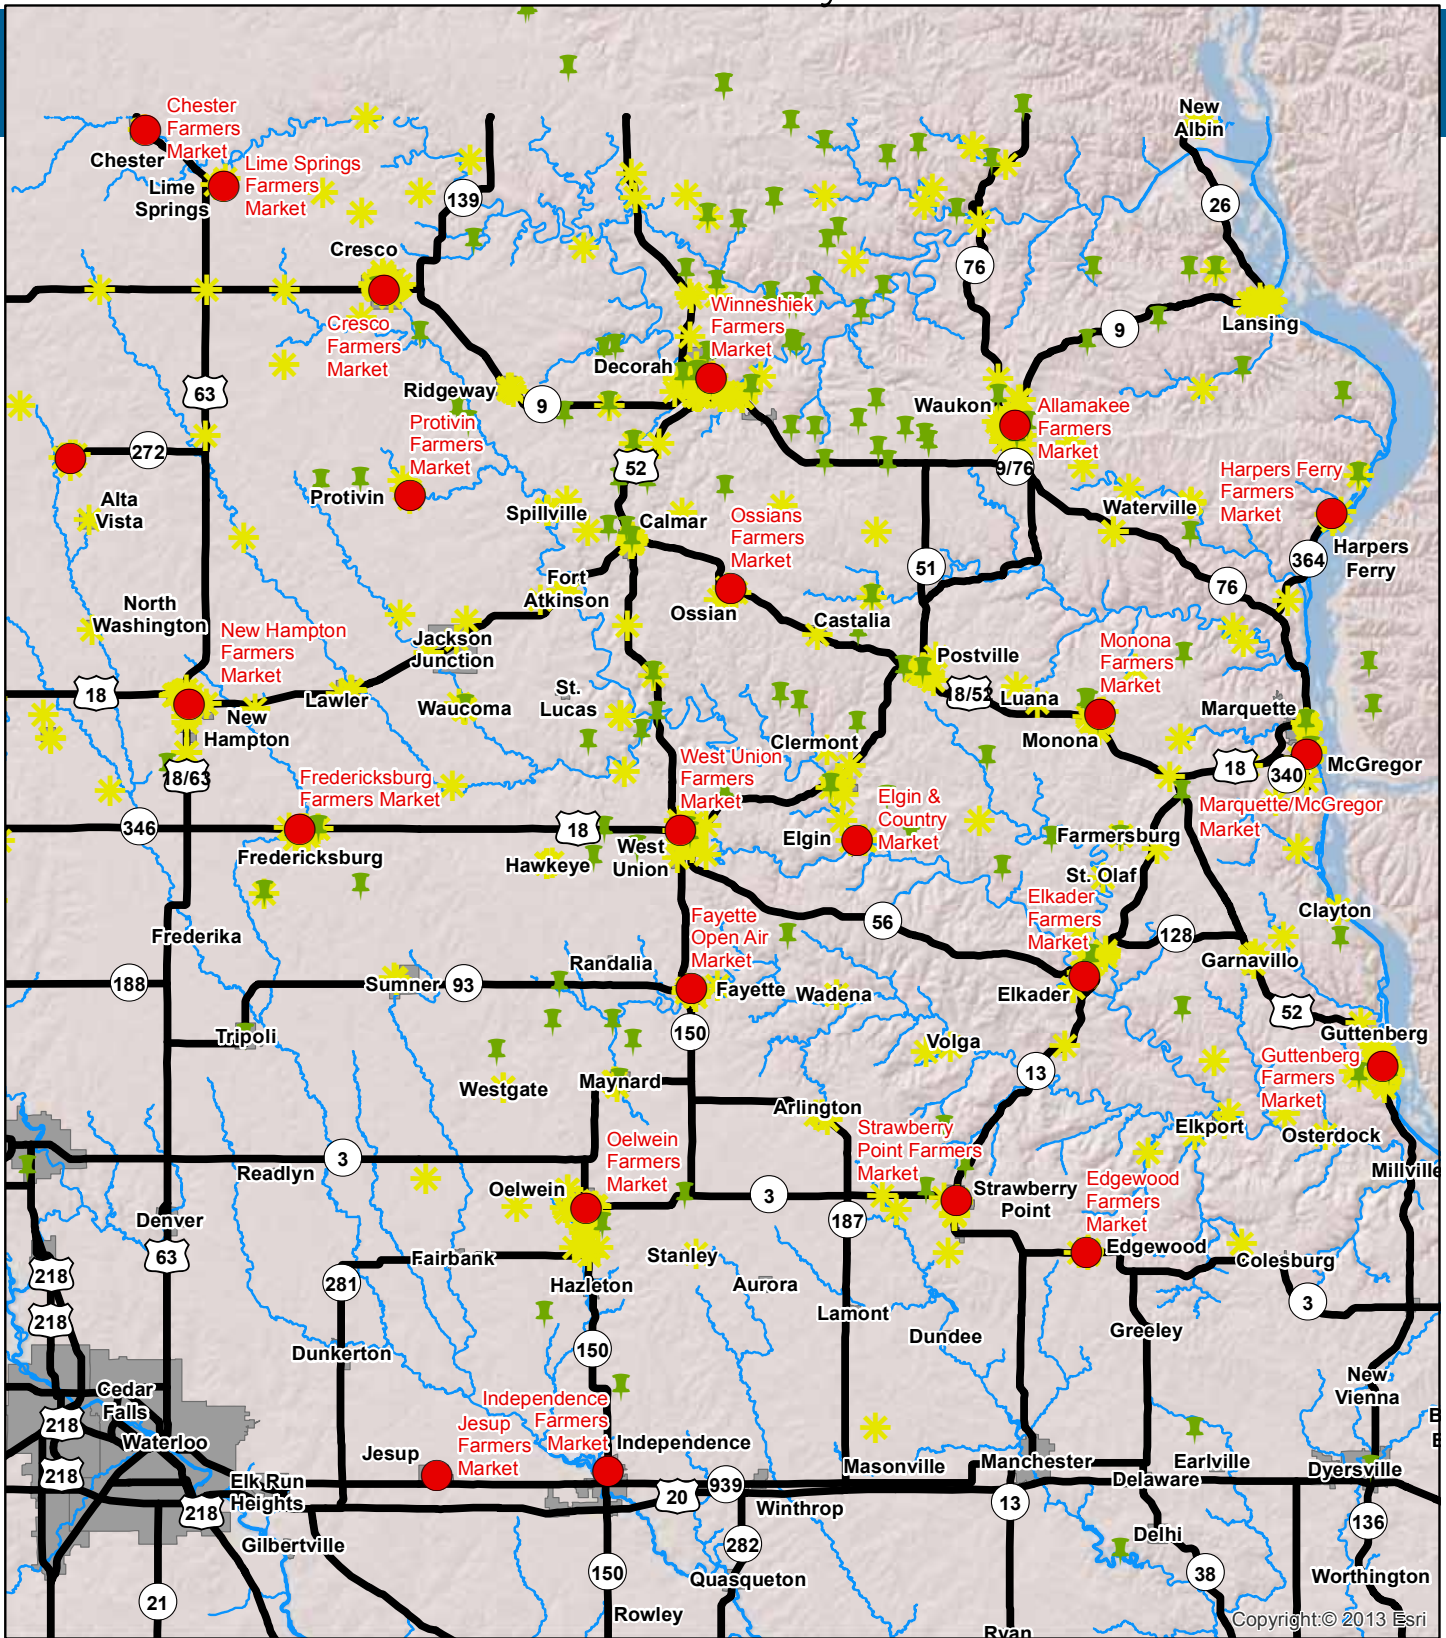 New
Albin
Chester
Farmers
Market
Chester
Lime Springs
Farmers
Market
Lime
Springs
139
26
Cresco
76
Winneshiek
Farmers
Market
Cresco
Farmers
Market
9
Lansing
63
Decorah
Ridgeway
9
Waukon
Allamakee
Farmers
Market
Protivin
Farmers
Market
272
52
9/76
Harpers Ferry
Farmers
Market
Alta
Vista
Protivin
Spillville
Calmar
Ossians
Farmers
Market
Waterville
Harpers
Ferry
364
51
Fort
Atkinson
76
North
Washington
Ossian
Castalia
New Hampton
Farmers
Market
Jackson
Junction
Monona
Farmers
Market
Postville
18
18/52
Luana
Lawler
Waucoma
St.
Lucas
New
Hampton
Marquette
Monona
Clermont
West Union
Farmers
Market
18/63
Fredericksburg
Farmers Market
18
340
McGregor
Elgin &
Country
Market
Marquette/McGregor
Market
346
18
Elgin
Farmersburg
Fredericksburg
Hawkeye
West
Union
St. Olaf
Elkader
Farmers
Market
Clayton
Fayette
Open Air
Market
56
128
Frederika
Garnavillo
Randalia
188
Sumner
93
Fayette
Wadena
Elkader
52
Tripoli
150
Volga
Guttenberg
Guttenberg
Farmers
Market
13
Westgate
Maynard
Arlington
Strawberry
Point Farmers
Market
Elkport
Osterdock
Oelwein
Farmers
Market
Readlyn
3
Millville
Edgewood
Farmers
Market
Oelwein
3
Strawberry
Point
Denver
187
63
Fairbank
Stanley
Edgewood
Colesburg
218
281
Hazleton
Aurora
3
218
Lamont
Dundee
Greeley
150
Dunkerton
New
Vienna
Cedar
Falls
Independence
Farmers
Market
218
Jesup
Farmers
Market
Waterloo
Jesup
Independence
Masonville
Manchester
Earlville
Dyersville
218
Elk Run
Heights
939
20
Delaware
218
Winthrop
13
136
Gilbertville
282
Delhi
150
Quasqueton
38
Worthington
21
Rowley
Ryan
Copyright:© 2013 Esri